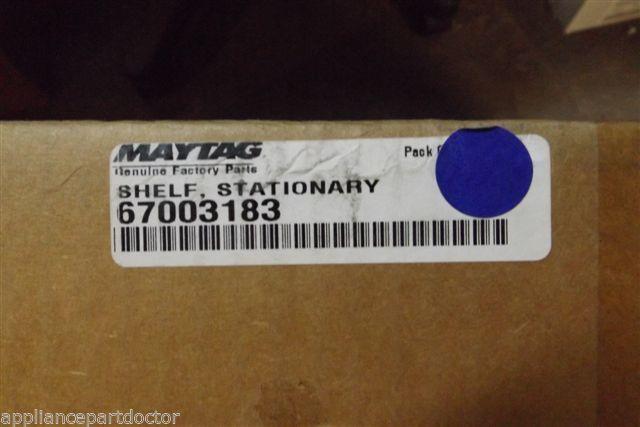 MAYTAG
Genuine Factory Parts
Pack
SHELF, STATIONARY
67003183
© appliancepartdoctor